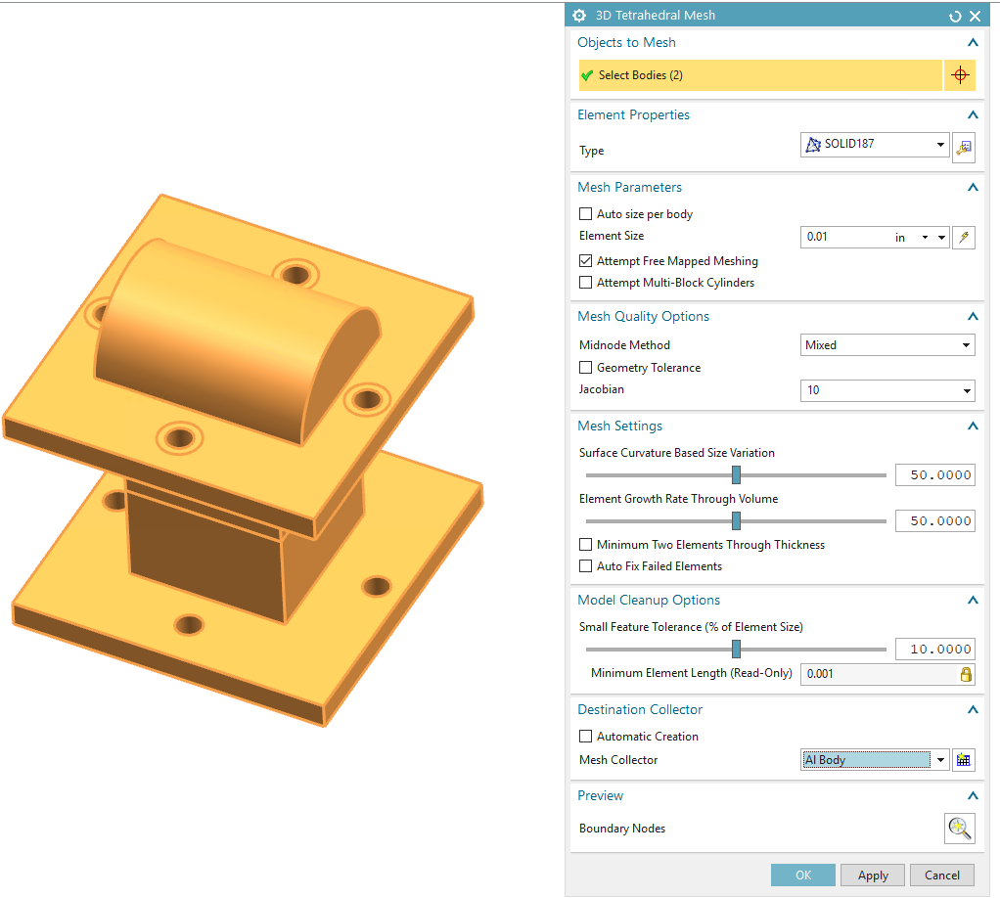 3D Tetrahedral Mesh
Objects to Mesh
Select Bodies (2)
Element Properties
Type
SOLID187
Mesh Parameters
Auto size per body
Element Size
0.01 in
Attempt Free Mapped Meshing
Attempt Multi-Block Cylinders
Mesh Quality Options
Midnode Method
Mixed
Geometry Tolerance
Jacobian
10
Mesh Settings
Surface Curvature Based Size Variation
50.0000
Element Growth Rate Through Volume
50.0000
Minimum Two Elements Through Thickness
Auto Fix Failed Elements
Model Cleanup Options
Small Feature Tolerance (% of Element Size)
10.0000
Minimum Element Length (Read-Only)
0.001
Destination Collector
Automatic Creation
Mesh Collector
Al Body
Preview
Boundary Nodes
OK
Apply
Cancel